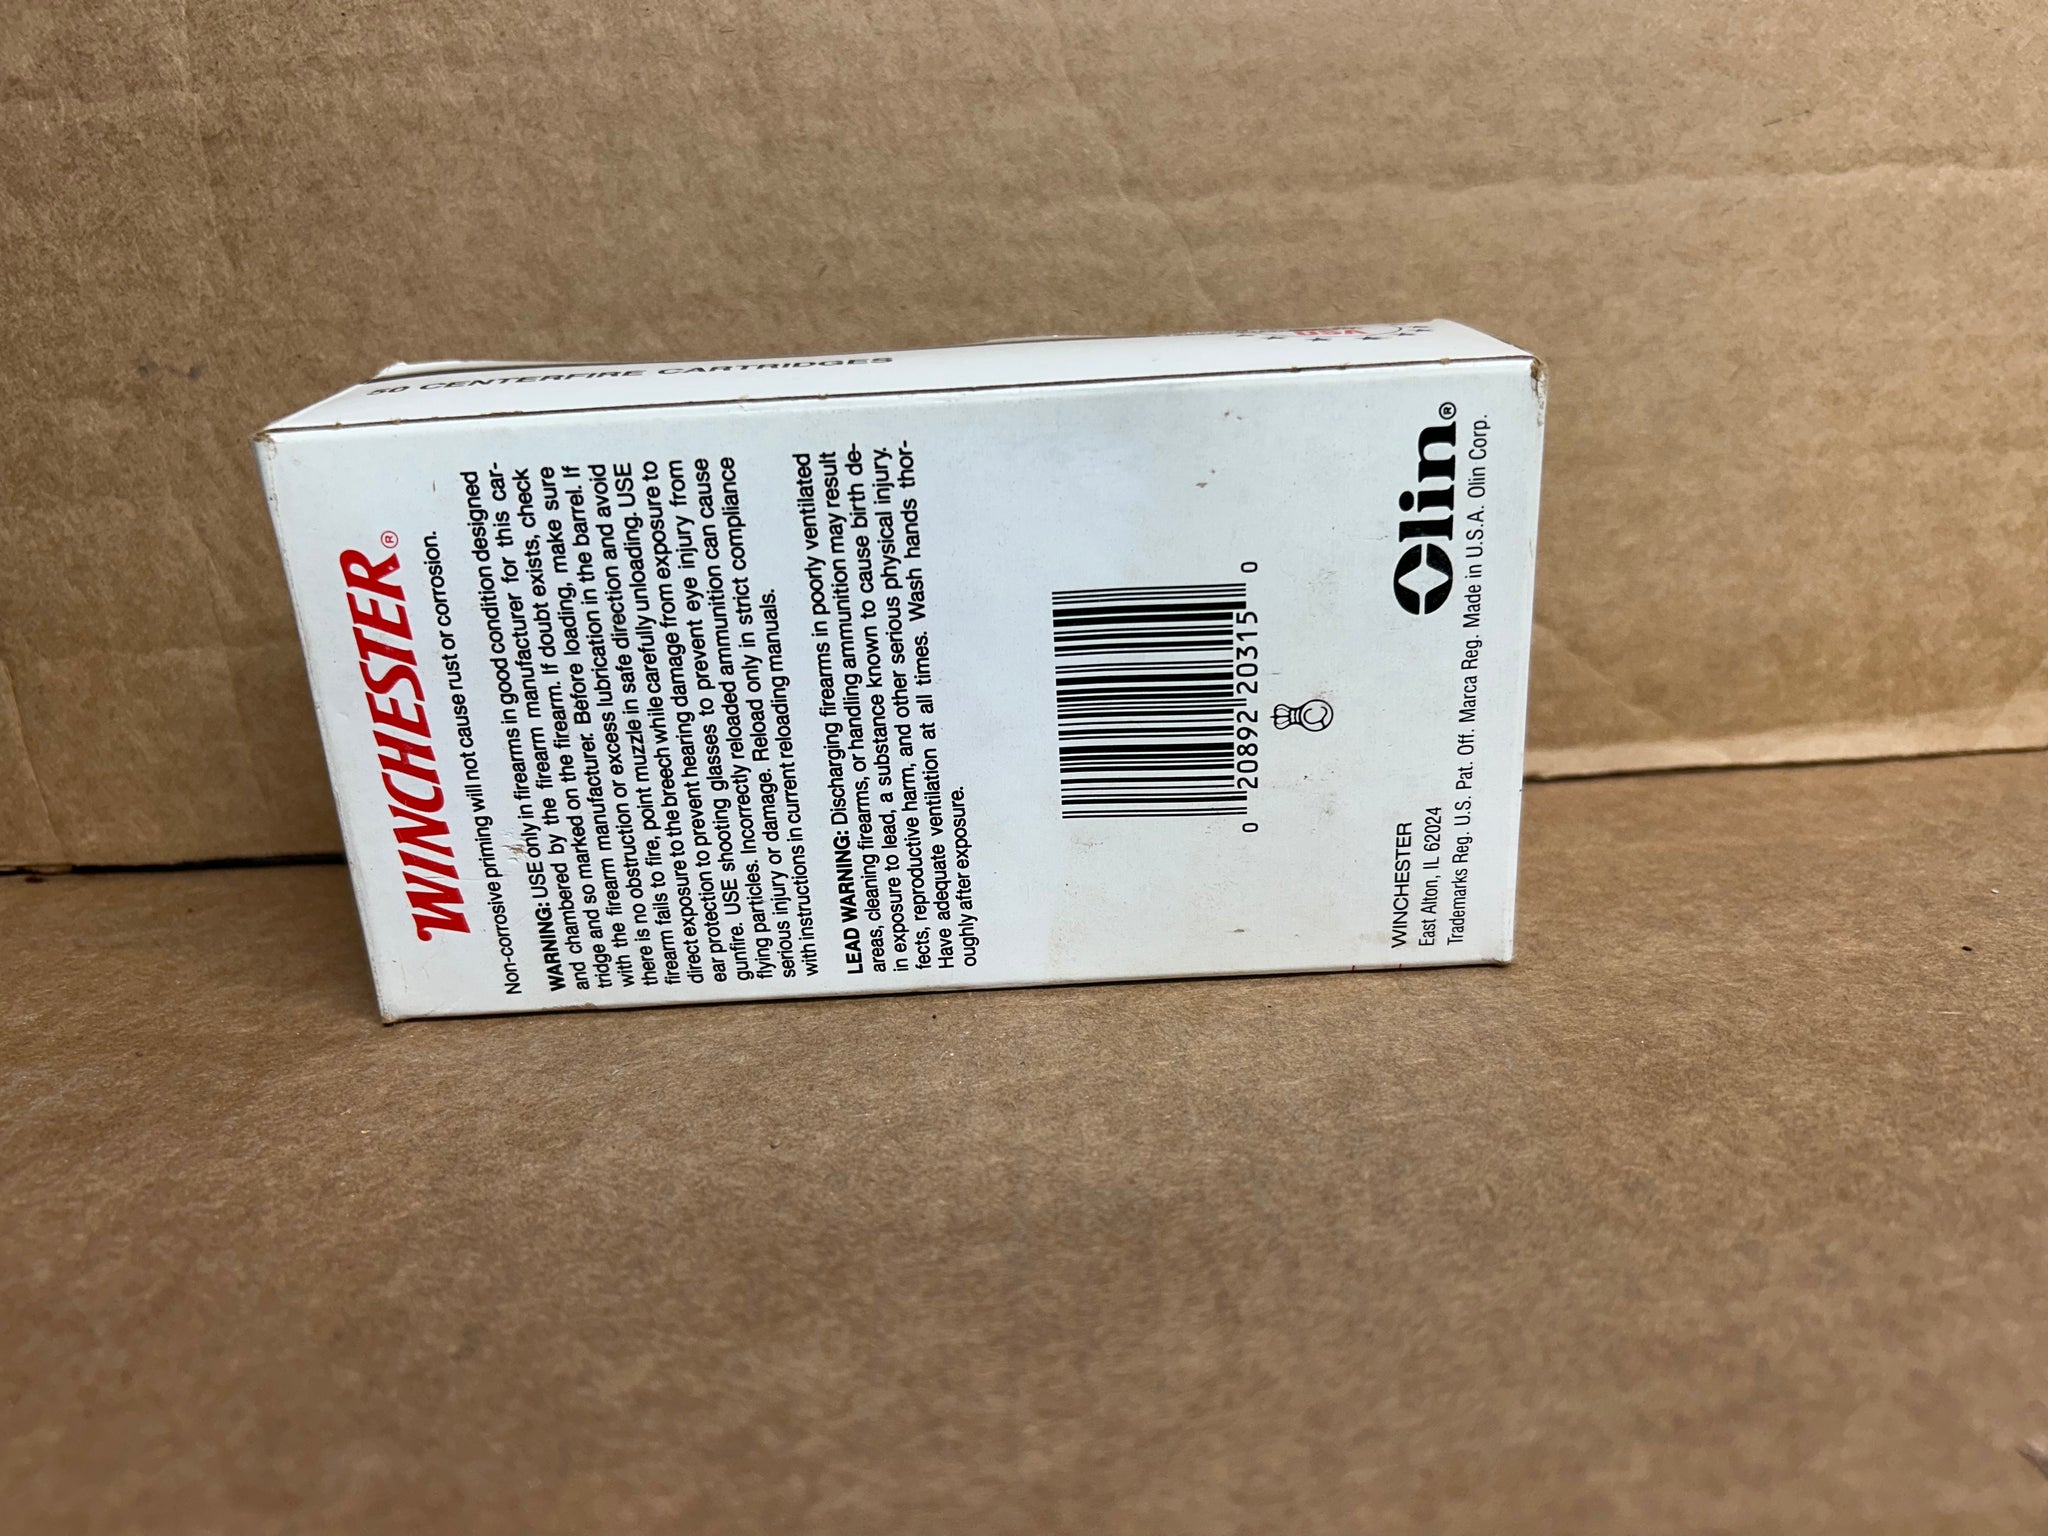 50 CENTERFIRE CARTRIDGES
USA
WINCHESTER®
Non-corrosive priming will not cause rust or corrosion.
WARNING: USE only in firearms in good condition designed
and chambered by the firearm manufacturer for this car-
tridge and so marked on the firearm. If doubt exists, check
with the firearm manufacturer. Before loading, make sure
there is no obstruction or excess lubrication in the barrel. If
firearm fails to fire, point muzzle in safe direction and avoid
direct exposure to the breech while carefully unloading. USE
ear protection to prevent hearing damage from exposure to
gunfire. USE shooting glasses to prevent eye injury from
flying particles. Incorrectly reloaded ammunition can cause
serious injury or damage. Reload only in strict compliance
with instructions in current reloading manuals.
LEAD WARNING: Discharging firearms in poorly ventilated
areas, cleaning firearms, or handling ammunition may result
in exposure to lead, a substance known to cause birth de-
fects, reproductive harm, and other serious physical injury.
Have adequate ventilation at all times. Wash hands thor-
oughly after exposure.
0 20892 20315 0
WINCHESTER
East Alton, IL 62024
Olin®
Trademarks Reg. U.S. Pat. Off. Marca Reg. Made in U.S.A. Olin Corp.